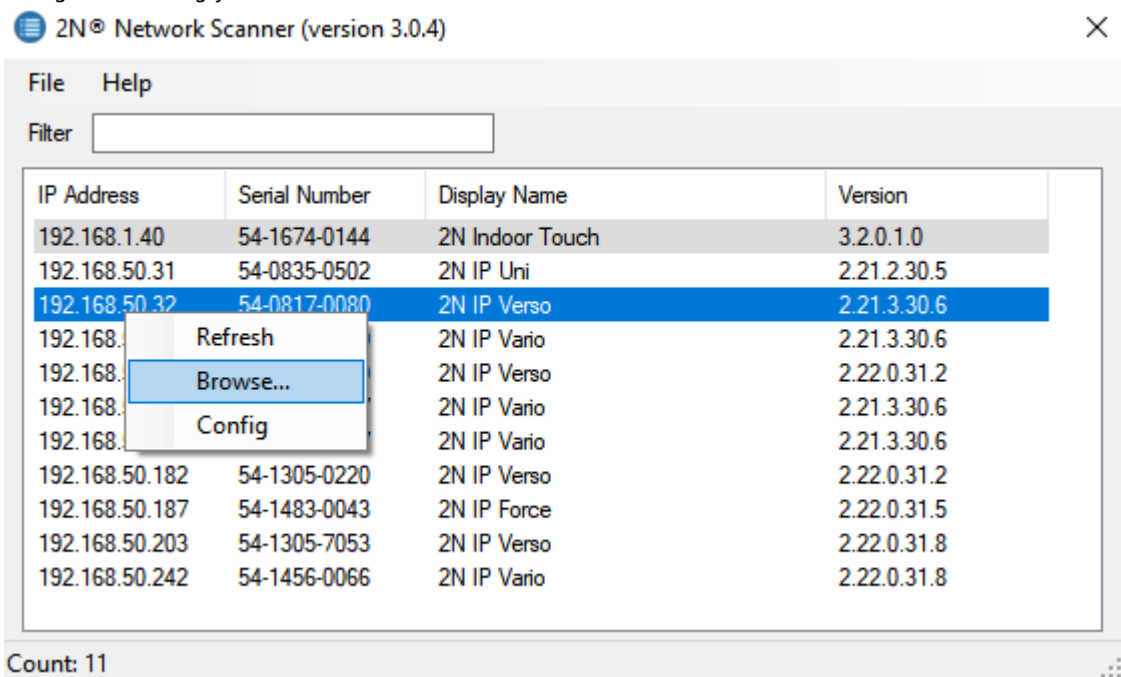 2N® Network Scanner (version 3.0.4)
File Help
Filter
IP Address Serial Number Display Name Version
192.168.1.40 54-1674-0144 2N Indoor Touch 3.2.0.1.0
192.168.50.31 54-0835-0502 2N IP Uni 2.21.2.30.5
192.168.50.32 54-0817-0080 2N IP Verso 2.21.3.30.6
192.168. Refresh 2N IP Vario 2.21.3.30.6
192.168. Browse... 2N IP Verso 2.22.0.31.2
192.168. Config 2N IP Vario 2.21.3.30.6
192.168. 2N IP Vario 2.21.3.30.6
192.168.50.182 54-1305-0220 2N IP Verso 2.22.0.31.2
192.168.50.187 54-1483-0043 2N IP Force 2.22.0.31.5
192.168.50.203 54-1305-7053 2N IP Verso 2.22.0.31.8
192.168.50.242 54-1456-0066 2N IP Vario 2.22.0.31.8
Count: 11